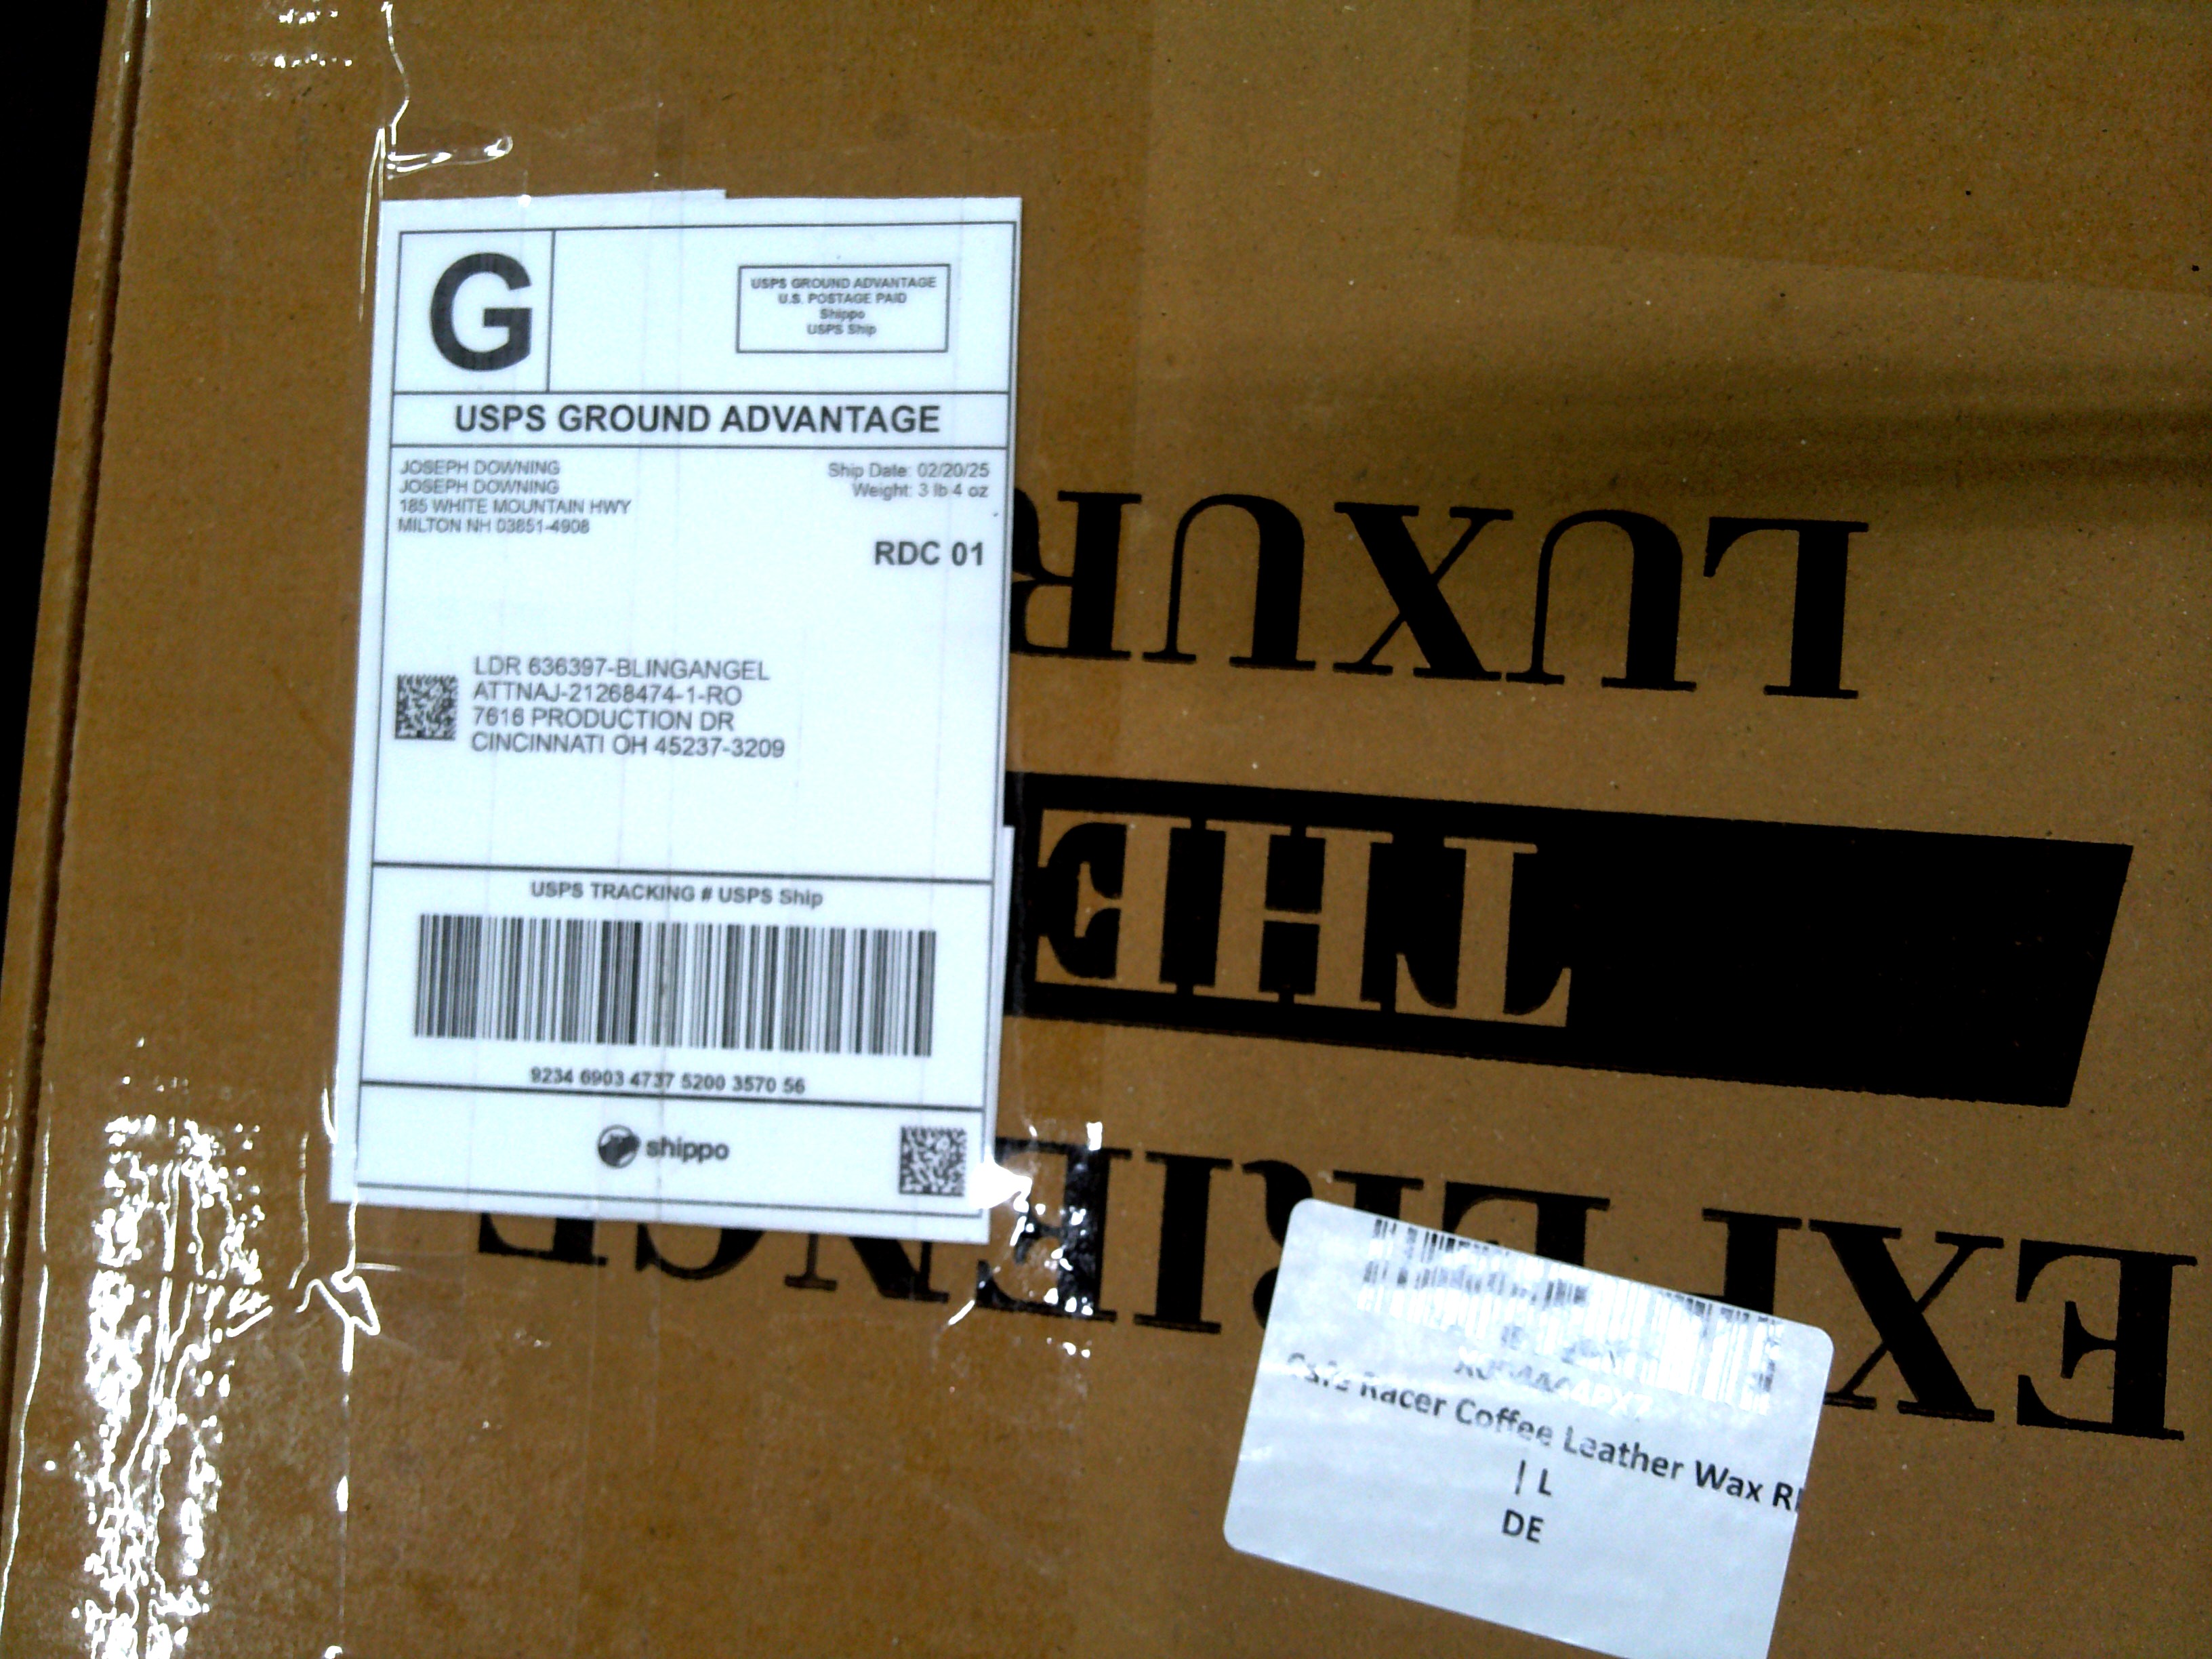 G
USPS GROUND ADVANTAGE
U.S. POSTAGE PAID
Shippo
USPS Ship
USPS GROUND ADVANTAGE
JOSEPH DOWNING
JOSEPH DOWNING
185 WHITE MOUNTAIN HWY
MILTON NH 03851-4908
Ship Date: 02/20/25
Weight: 3 lb 4 oz
RDC 01
LDR 636397-BLINGANGEL
ATTNAJ-21268474-1-RO
7616 PRODUCTION DR
CINCINNATI OH 45237-3209
USPS TRACKING # USPS Ship
9234 6903 4737 5200 3570 56
shippo
EXPERIENCE
THE
LUXUR
Cafe Racer Coffee Leather Wax
| L
DE